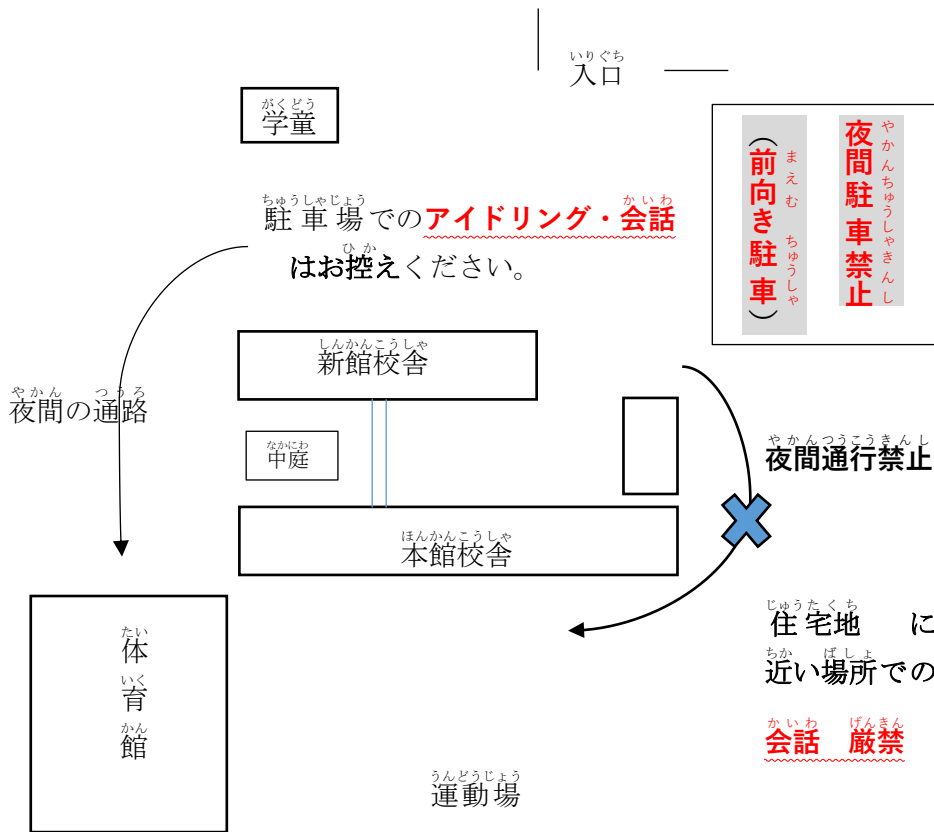 入口
学童
夜間駐車禁止
(前向き駐車)
駐車場でのアイドリング・会話
はお控えください。
新館校舎
夜間の通路
中庭
夜間通行禁止
本館校舎
住宅地 に
近い場所での
会話 厳禁
体育館
運動場